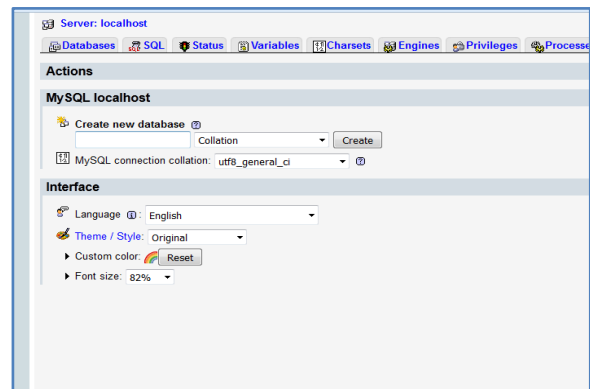 Server: localhost
Databases SQL Status Variables Charsets Engines Privileges Processe
Actions
MySQL localhost
Create new database
Collation Create
MySQL connection collation: utf8_general_ci
Interface
Language : English
Theme / Style: Original
Custom color: Reset
Font size: 82%